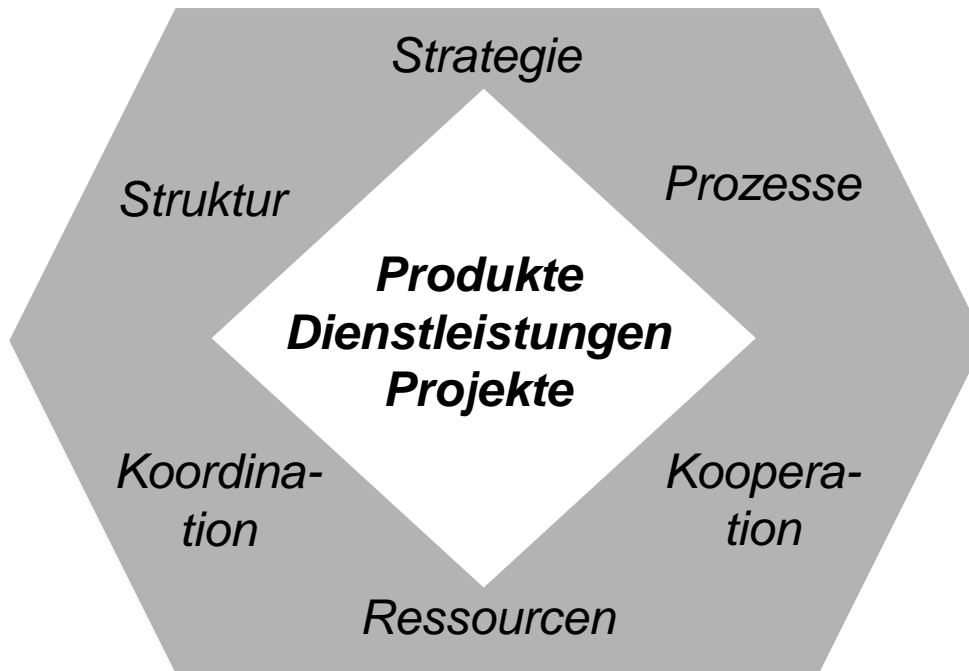 Strategie
Struktur
Prozesse
Produkte
Dienstleistungen
Projekte
Koordina-
tion
Koopera-
tion
Ressourcen